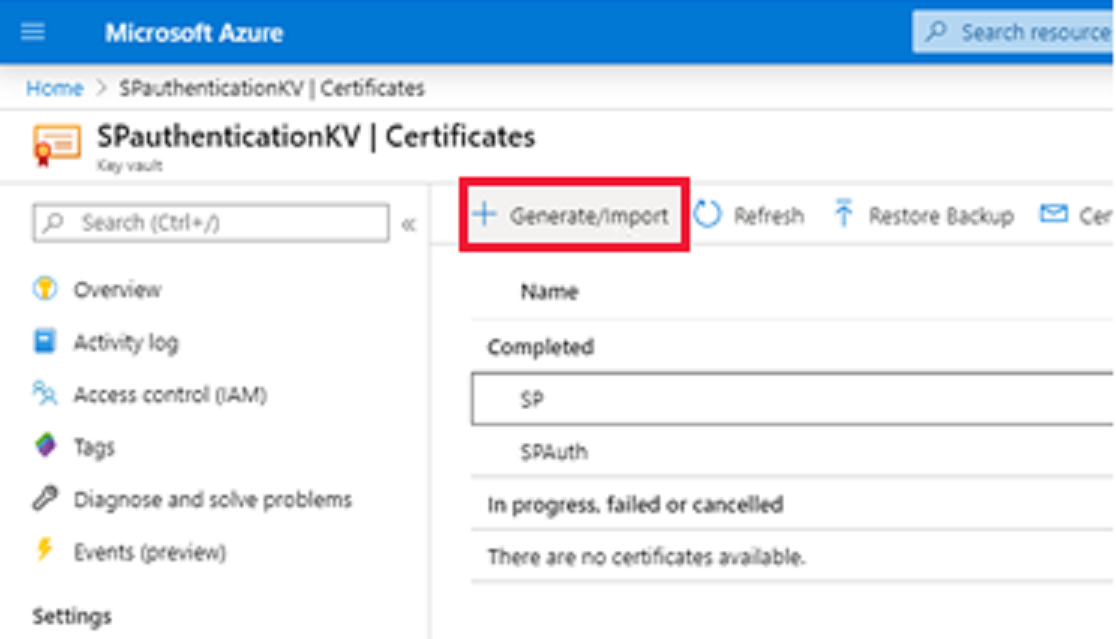 Microsoft Azure
Search resource
Home > SPauthenticationKV | Certificates
SPauthenticationKV | Certificates
Key vault
Search (Ctrl+/)
«
Generate/Import
Refresh
Restore Backup
Cer
Overview
Activity log
Access control (IAM)
Tags
Diagnose and solve problems
Events (preview)
Settings
Name
Completed
SP
SPAuth
In progress, failed or cancelled
There are no certificates available.